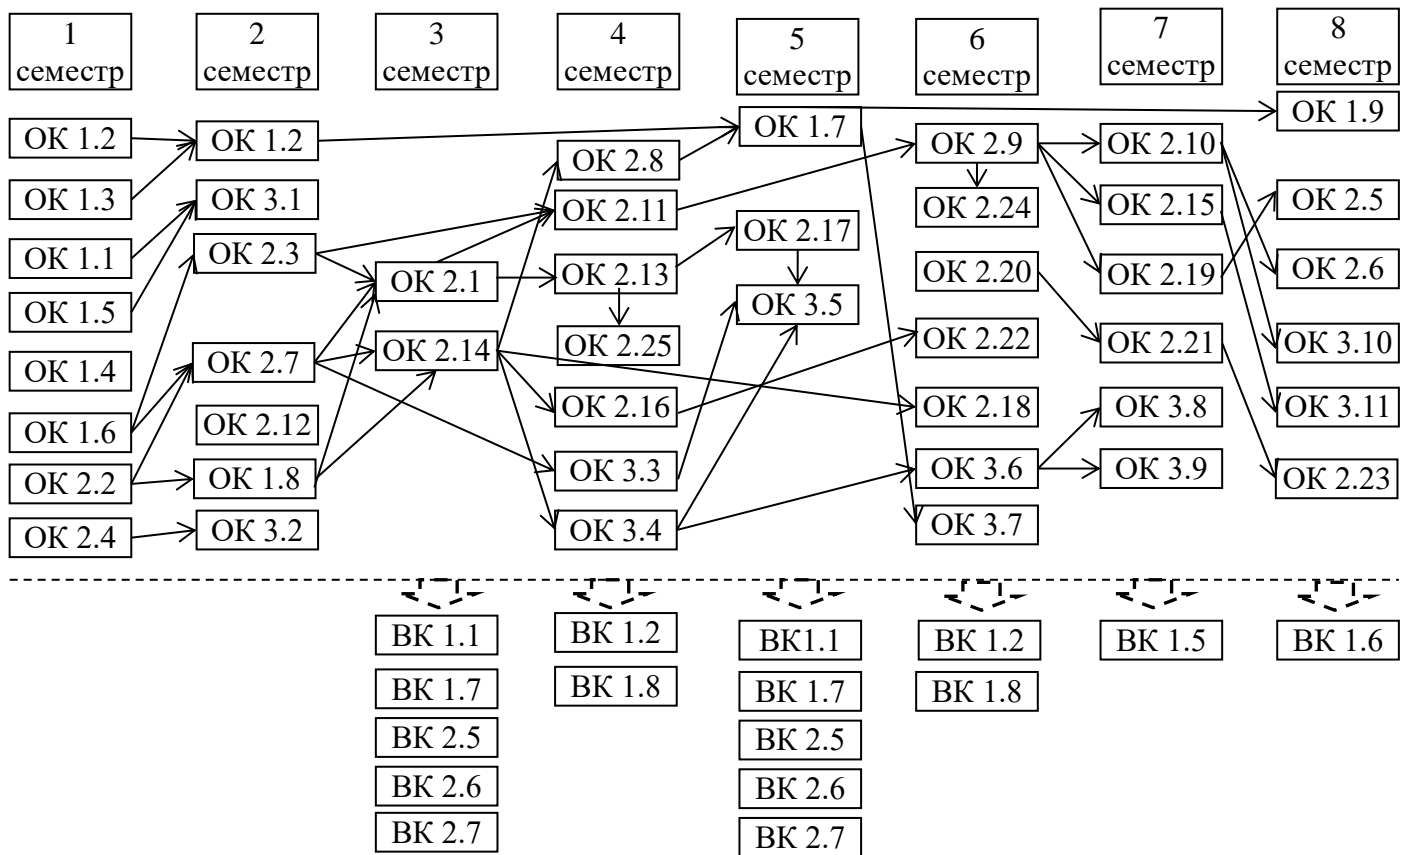 1 семестр
2 семестр
3 семестр
4 семестр
5 семестр
6 семестр
7 семестр
8 семестр
ОК 1.2
ОК 1.3
ОК 1.1
ОК 1.5
ОК 1.4
ОК 1.6
ОК 2.2
ОК 2.4
ОК 1.2
ОК 3.1
ОК 2.3
ОК 2.7
ОК 2.12
ОК 1.8
ОК 3.2
ОК 2.1
ОК 2.14
ОК 2.8
ОК 2.11
ОК 2.13
ОК 2.25
ОК 2.16
ОК 3.3
ОК 3.4
ОК 1.7
ОК 2.17
ОК 3.5
ОК 2.9
ОК 2.24
ОК 2.20
ОК 2.22
ОК 2.18
ОК 3.6
ОК 3.7
ОК 2.10
ОК 2.15
ОК 2.19
ОК 2.21
ОК 3.8
ОК 3.9
ОК 1.9
ОК 2.5
ОК 2.6
ОК 3.10
ОК 3.11
ОК 2.23
ВК 1.1
ВК 1.7
ВК 2.5
ВК 2.6
ВК 2.7
ВК 1.2
ВК 1.8
ВК1.1
ВК 1.7
ВК 2.5
ВК 2.6
ВК 2.7
ВК 1.2
ВК 1.8
ВК 1.5
ВК 1.6